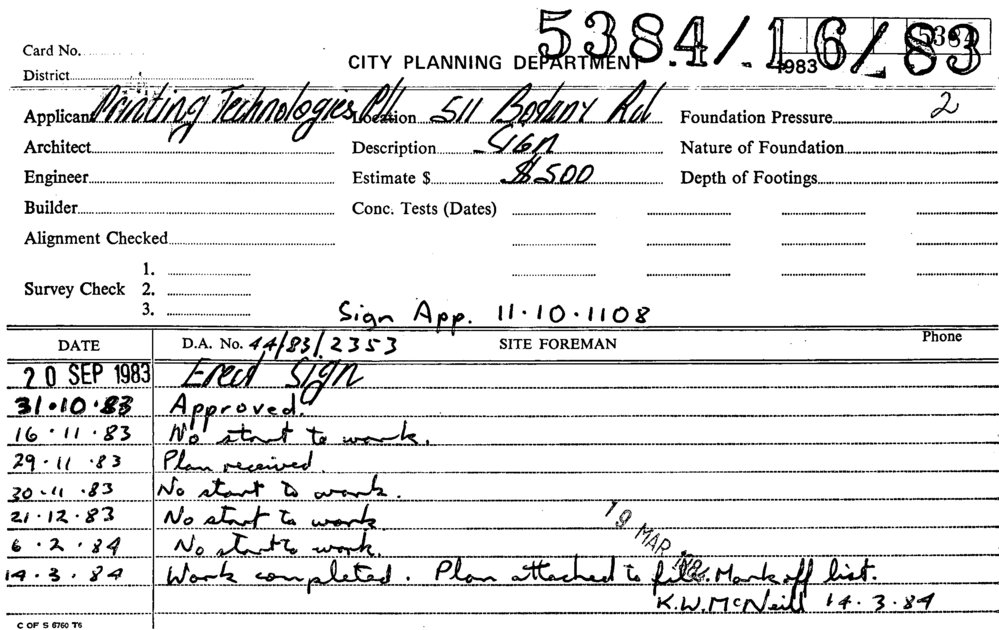 5384/16/83
5384
Card No.
CITY PLANNING DEPARTMENT 1983
District
Applicant Printing Technologies P/L Location 511 Botany Rd Foundation Pressure 2
Architect Description Sign Nature of Foundation
Engineer Estimate $ $500 Depth of Footings
Builder Conc. Tests (Dates)
Alignment Checked
1.
Survey Check 2.
3.
Sign App. 11.10.1108
DATE D.A. No. 44/83/2353 SITE FOREMAN Phone
20 SEP 1983 Erect Sign
31.10.83 Approved.
16.11.83 No start to work.
29.11.83 Plan received.
30.11.83 No start to work.
21.12.83 No start to work
6.2.84 No start to work.
19 MAR
14.3.84 Work completed. Plan attached to file. Mark off list.
K.W. McNeill 14.3.84
C OF S 6760 T6